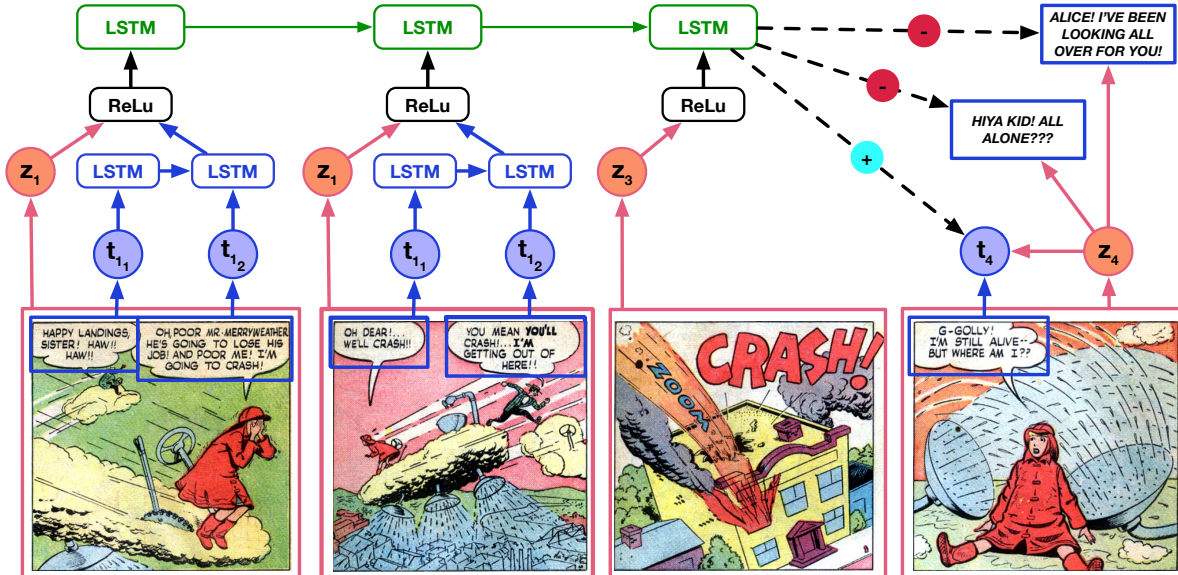 LSTM
LSTM
LSTM
-
-
+
ALICE! I'VE BEEN
LOOKING ALL
OVER FOR YOU!
HIYA KID! ALL
ALONE???
ReLu
ReLu
ReLu
z1
LSTM
LSTM
z1
LSTM
LSTM
z3
t11
t12
t11
t12
t4
z4
HAPPY LANDINGS,
SISTER! HAW!!
HAW!!
OH, POOR MR. MERRYWEATHER
HE'S GOING TO LOSE HIS
JOB! AND POOR ME! I'M
GOING TO CRASH!
OH DEAR!...
WE'LL CRASH!!
YOU MEAN YOU'LL
CRASH!...I'M
GETTING OUT OF
HERE!!
CRASH!
ZOOM
G-GOLLY!
I'M STILL ALIVE--
BUT WHERE AM I??